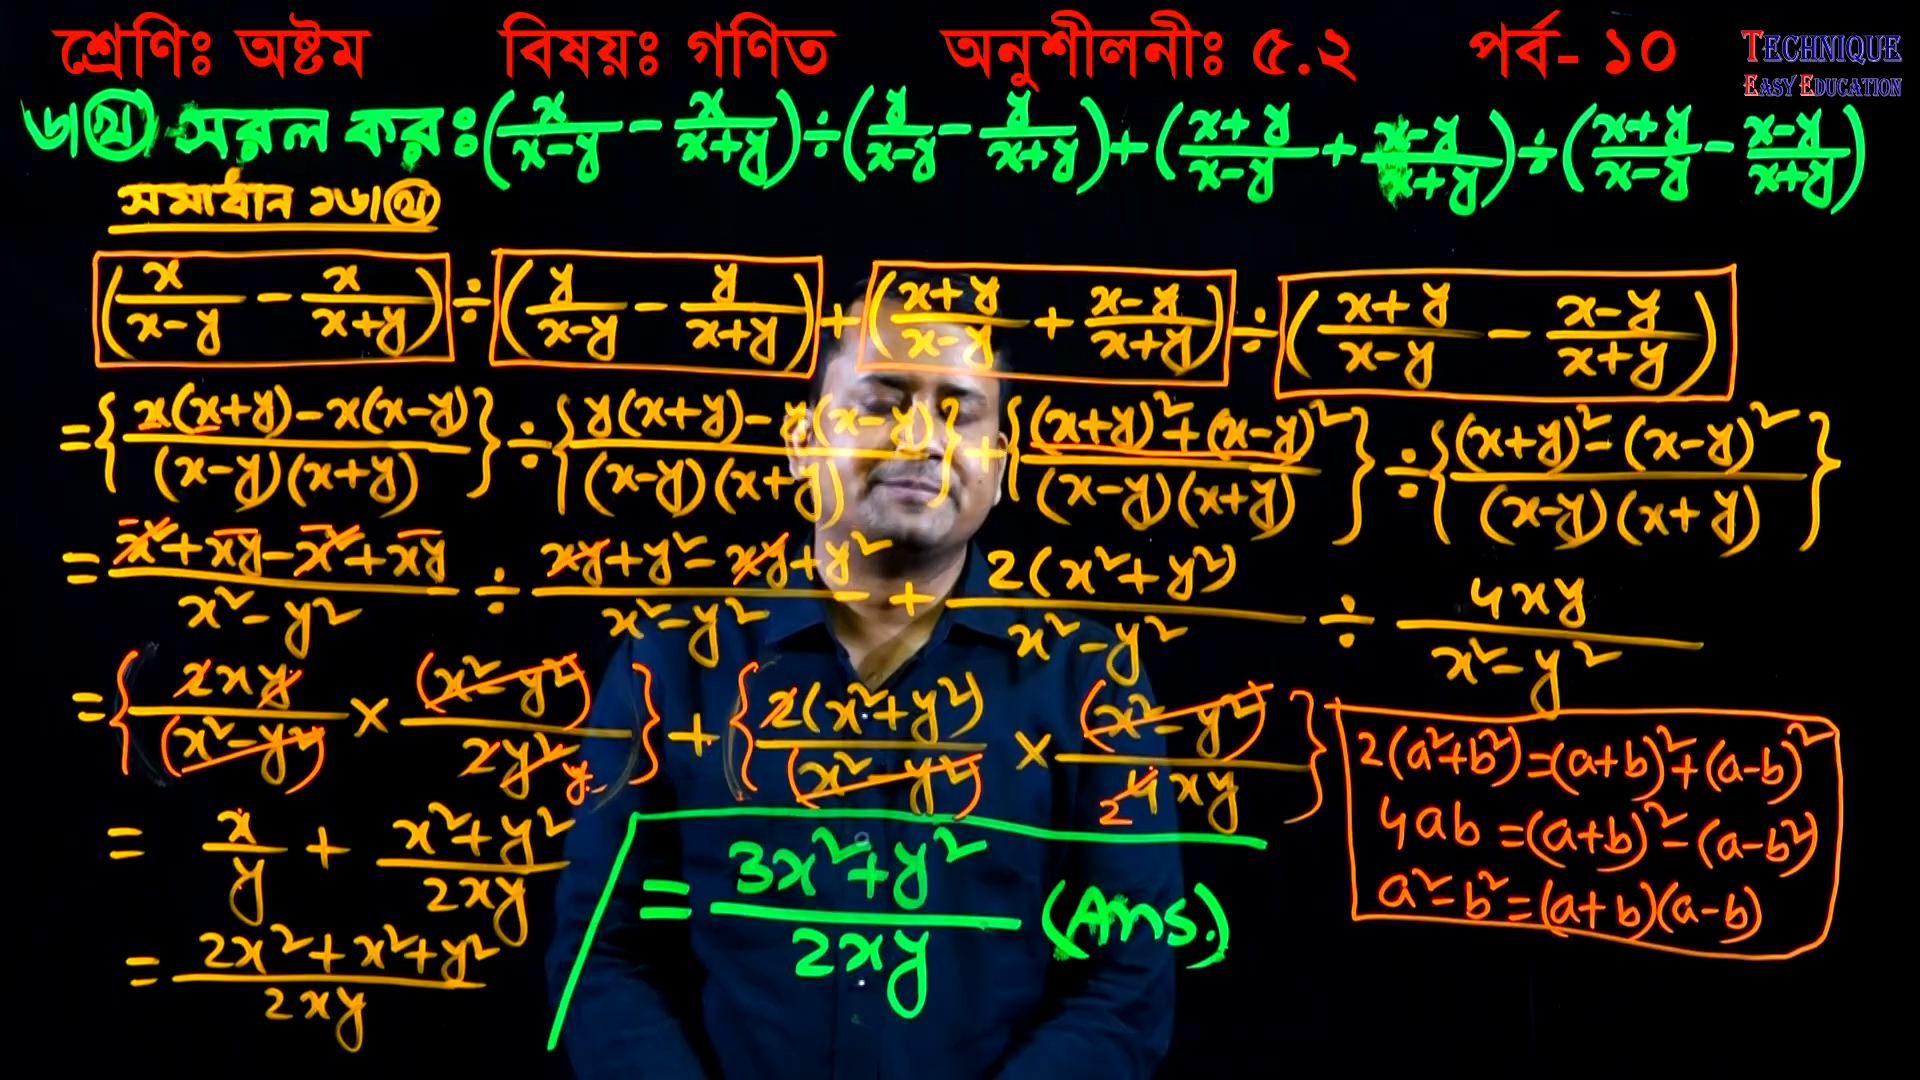 শ্রেণিঃ অষ্টম বিষয়ঃ গণিত অনুশীলনীঃ ৫.২ পর্ব- ১০
TECHNIQUE
EASY EDUCATION
৬।(খ) সরল করঃ (x/(x-y) - x/(x+y)) ÷ (y/(x-y) - y/(x+y)) + ((x+y)/(x-y) + (x-y)/(x+y)) ÷ ((x+y)/(x-y) - (x-y)/(x+y))
সমাধান ১৬।(খ)
(x/(x-y) - x/(x+y)) ÷ (y/(x-y) - y/(x+y)) + ((x+y)/(x-y) + (x-y)/(x+y)) ÷ ((x+y)/(x-y) - (x-y)/(x+y))
= {(x(x+y) - x(x-y))/((x-y)(x+y))} ÷ {(y(x+y) - y(x-y))/((x-y)(x+y))} + {((x+y)² + (x-y)²)/((x-y)(x+y))} ÷ {((x+y)² - (x-y)²)/((x-y)(x+y))}
= (x² + xy - x² + xy)/(x² - y²) ÷ (xy + y² - xy + y²)/(x² - y²) + 2(x² + y²)/(x² - y²) ÷ 4xy/(x² - y²)
= {2xy/(x² - y²) × (x² - y²)/2y² y} + {2(x² + y²)/(x² - y²) × (x² - y²)/2 4xy}
= x/y + (x² + y²)/2xy
= (2x² + x² + y²)/2xy
= (3x² + y²)/2xy (Ans.)
2(a² + b²) = (a+b)² + (a-b)²
4ab = (a+b)² - (a-b²)
a² - b² = (a+b)(a-b)